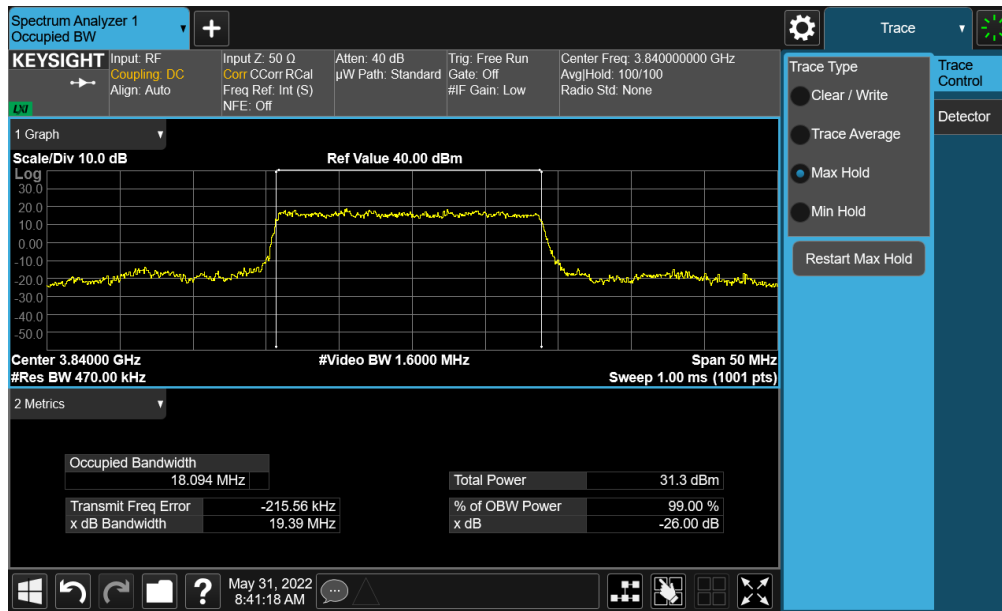 Spectrum Analyzer 1
Occupied BW
Trace
KEYSIGHT
LXI
Input: RF
Coupling: DC
Align: Auto
Input Z: 50 Ω
Corr CCorr RCal
Freq Ref: Int (S)
NFE: Off
Atten: 40 dB
µW Path: Standard
Trig: Free Run
Gate: Off
#IF Gain: Low
Center Freq: 3.840000000 GHz
Avg|Hold: 100/100
Radio Std: None
Trace Type
Clear / Write
Trace Average
Max Hold
Min Hold
Restart Max Hold
Trace
Control
Detector
1 Graph
Scale/Div 10.0 dB
Ref Value 40.00 dBm
Log
30.0
20.0
10.0
0.00
-10.0
-20.0
-30.0
-40.0
-50.0
Center 3.84000 GHz
#Video BW 1.6000 MHz
Span 50 MHz
#Res BW 470.00 kHz
Sweep 1.00 ms (1001 pts)
2 Metrics
Occupied Bandwidth
18.094 MHz
Total Power 31.3 dBm
Transmit Freq Error -215.56 kHz
% of OBW Power 99.00 %
x dB Bandwidth 19.39 MHz
x dB -26.00 dB
?
May 31, 2022
8:41:18 AM